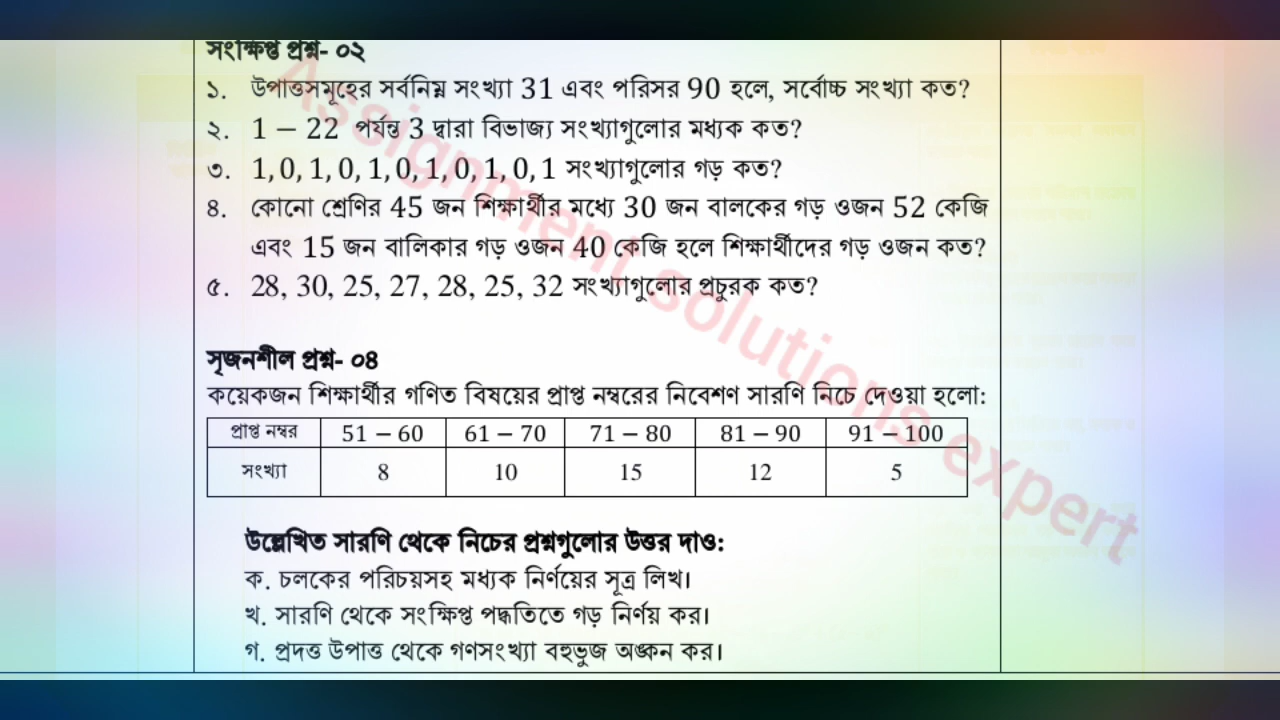 সংক্ষিপ্ত প্রশ্ন- ০২
১. উপাত্তসমূহের সর্বনিম্ন সংখ্যা 31 এবং পরিসর 90 হলে, সর্বোচ্চ সংখ্যা কত?
২. 1 – 22 পর্যন্ত 3 দ্বারা বিভাজ্য সংখ্যাগুলোর মধ্যক কত?
৩. 1, 0, 1, 0, 1, 0, 1, 0, 1, 0, 1 সংখ্যাগুলোর গড় কত?
৪. কোনো শ্রেণির 45 জন শিক্ষার্থীর মধ্যে 30 জন বালকের গড় ওজন 52 কেজি
এবং 15 জন বালিকার গড় ওজন 40 কেজি হলে শিক্ষার্থীদের গড় ওজন কত?
৫. 28, 30, 25, 27, 28, 25, 32 সংখ্যাগুলোর প্রচুরক কত?
সৃজনশীল প্রশ্ন- ০৪
কয়েকজন শিক্ষার্থীর গণিত বিষয়ের প্রাপ্ত নম্বরের নিবেশণ সারণি নিচে দেওয়া হলো:
প্রাপ্ত নম্বর 51 – 60 61 – 70 71 – 80 81 – 90 91 – 100
সংখ্যা 8 10 15 12 5
উল্লেখিত সারণি থেকে নিচের প্রশ্নগুলোর উত্তর দাও:
ক. চলকের পরিচয়সহ মধ্যক নির্ণয়ের সূত্র লিখ।
খ. সারণি থেকে সংক্ষিপ্ত পদ্ধতিতে গড় নির্ণয় কর।
গ. প্রদত্ত উপাত্ত থেকে গণসংখ্যা বহুভুজ অঙ্কন কর।
Assignment solutions expert